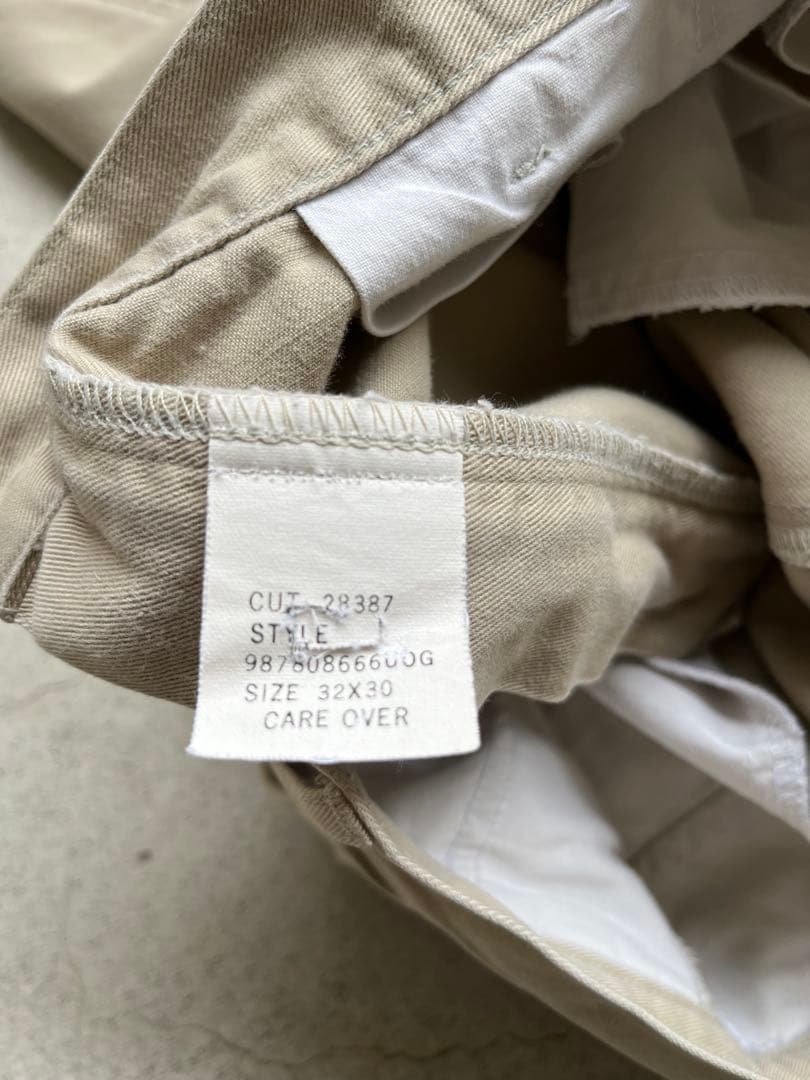 CUT 28387
STYLE
98780866600G
SIZE 32X30
CARE OVER